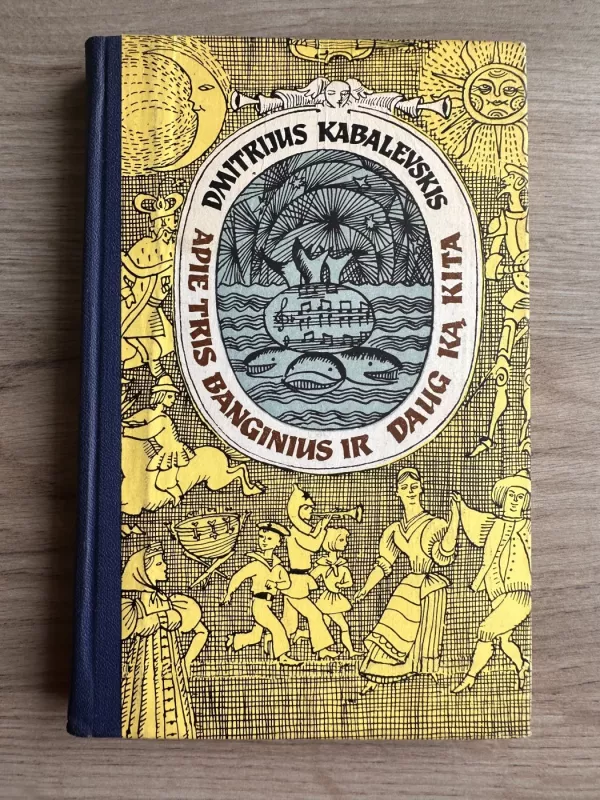 DMITRIJUS KABALEVSKIS
APIE TRIS BANGINIUS IR DAUG KĄ KITA